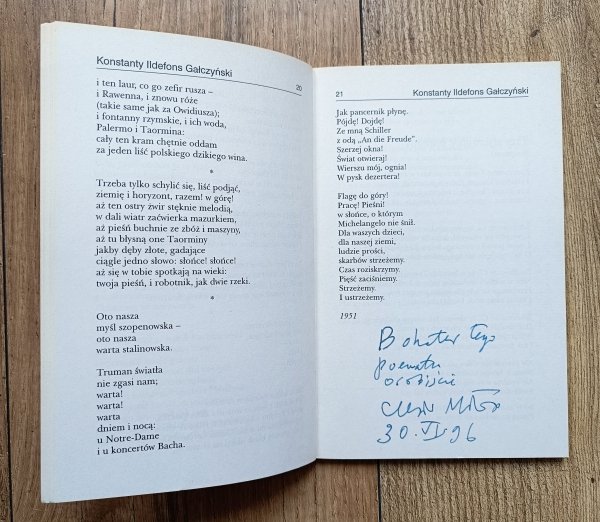 Konstanty Ildefons Gałczyński
20
i ten laur, co go zefir rusza –
i Rawenna, i znowu róże
(takie same jak za Owidiusza);
i fontanny rzymskie, i ich woda,
Palermo i Taormina:
cały ten kram chętnie oddam
za jeden liść polskiego dzikiego wina.
*
Trzeba tylko schylić się, liść podjąć,
ziemię i horyzont, razem! w górę!
aż ten ostry żwir stęknie melodią,
w dali wiatr zaćwierka mazurkiem,
aż pieśń buchnie ze zbóż i maszyny,
aż tu błysną one Taorminy
jakby dęby złote, gadające
ciągle jedno słowo: słońce! słońce!
aż się w tobie spotkają na wieki:
twoja pieśń, i robotnik, jak dwie rzeki.
*
Oto nasza
myśl szopenowska –
oto nasza
warta stalinowska.
Truman światła
nie zgasi nam;
warta!
warta!
warta
dniem i nocą:
u Notre-Dame
i u koncertów Bacha.
21
Konstanty Ildefons Gałczyński
Jak pancernik płynę.
Pójdę! Dojdę!
Ze mną Schiller
z odą „An die Freude”.
Szerzej okna!
Świat otwieraj!
Wierszu mój, ognia!
W pysk dezertera!
Flagę do góry!
Pracę! Pieśni!
w słońce, o którym
Michelangelo nie śnił.
Dla waszych dzieci,
dla naszej ziemi,
ludzie prości,
skarbów strzeżemy.
Czas roziskrzymy.
Pięść zaciśniemy.
Strzeżemy.
I ustrzeżemy.
1951
Bohater tego
poematu
osobiście
Czesław Miłosz
30. VI 96